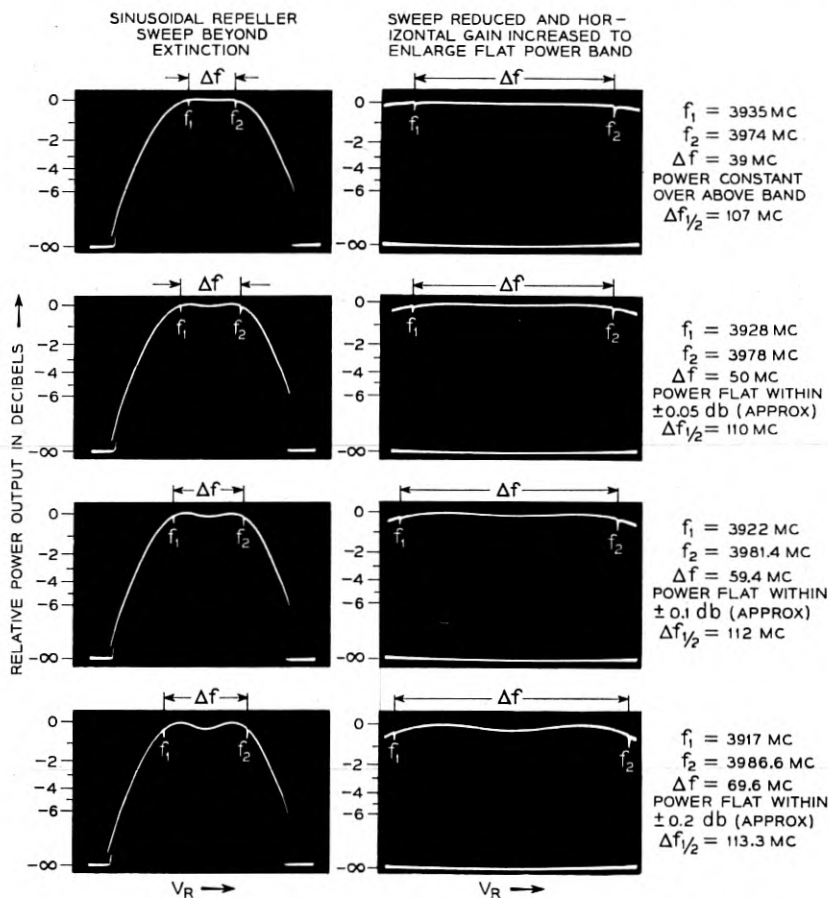 SINUSOIDAL REPELLER
SWEEP BEYOND
EXTINCTION
SWEEP REDUCED AND HOR-
IZONTAL GAIN INCREASED TO
ENLARGE FLAT POWER BAND
RELATIVE POWER OUTPUT IN DECIBELS
Δf
0
-2
-4
-6
-∞
f₁
f₂
Δf
0
-2
-4
-6
-∞
f₁
f₂
f₁ = 3935 MC
f₂ = 3974 MC
Δf = 39 MC
POWER CONSTANT
OVER ABOVE BAND
Δf½ = 107 MC
Δf
0
-2
-4
-6
-∞
f₁
f₂
Δf
0
-2
-4
-6
-∞
f₁
f₂
f₁ = 3928 MC
f₂ = 3978 MC
Δf = 50 MC
POWER FLAT WITHIN
±0.05 db (APPROX)
Δf½ = 110 MC
Δf
0
-2
-4
-6
-∞
f₁
f₂
Δf
0
-2
-4
-6
-∞
f₁
f₂
f₁ = 3922 MC
f₂ = 3981.4 MC
Δf = 59.4 MC
POWER FLAT WITHIN
± 0.1 db (APPROX)
Δf½ = 112 MC
Δf
0
-2
-4
-6
-∞
f₁
f₂
Δf
0
-2
-4
-6
-∞
f₁
f₂
f₁ = 3917 MC
f₂ = 3986.6 MC
Δf = 69.6 MC
POWER FLAT WITHIN
±0.2 db (APPROX)
Δf½ = 113.3 MC
V_R →
V_R →